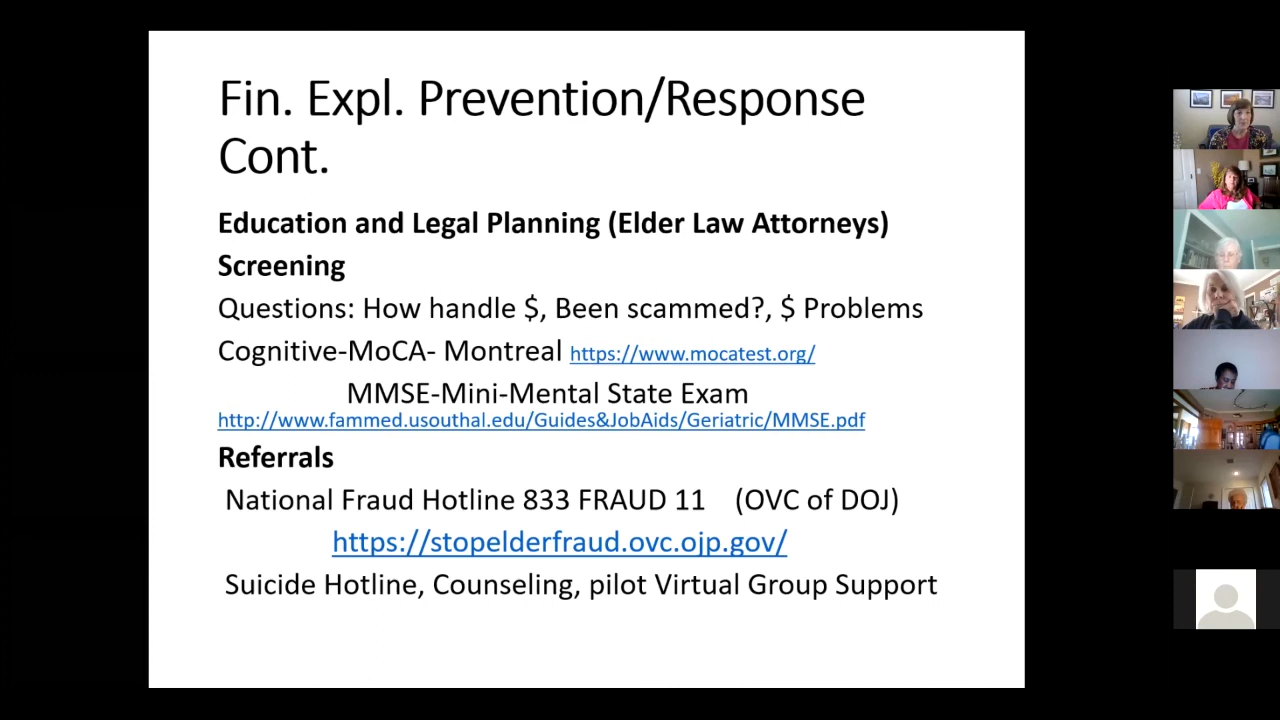 Fin. Expl. Prevention/Response
Cont.
Education and Legal Planning (Elder Law Attorneys)
Screening
Questions: How handle $, Been scammed?, $ Problems
Cognitive-MoCA- Montreal https://www.mocatest.org/
MMSE-Mini-Mental State Exam
http://www.fammed.usouthal.edu/Guides&JobAids/Geriatric/MMSE.pdf
Referrals
National Fraud Hotline 833 FRAUD 11 (OVC of DOJ)
https://stopelderfraud.ovc.ojp.gov/
Suicide Hotline, Counseling, pilot Virtual Group Support